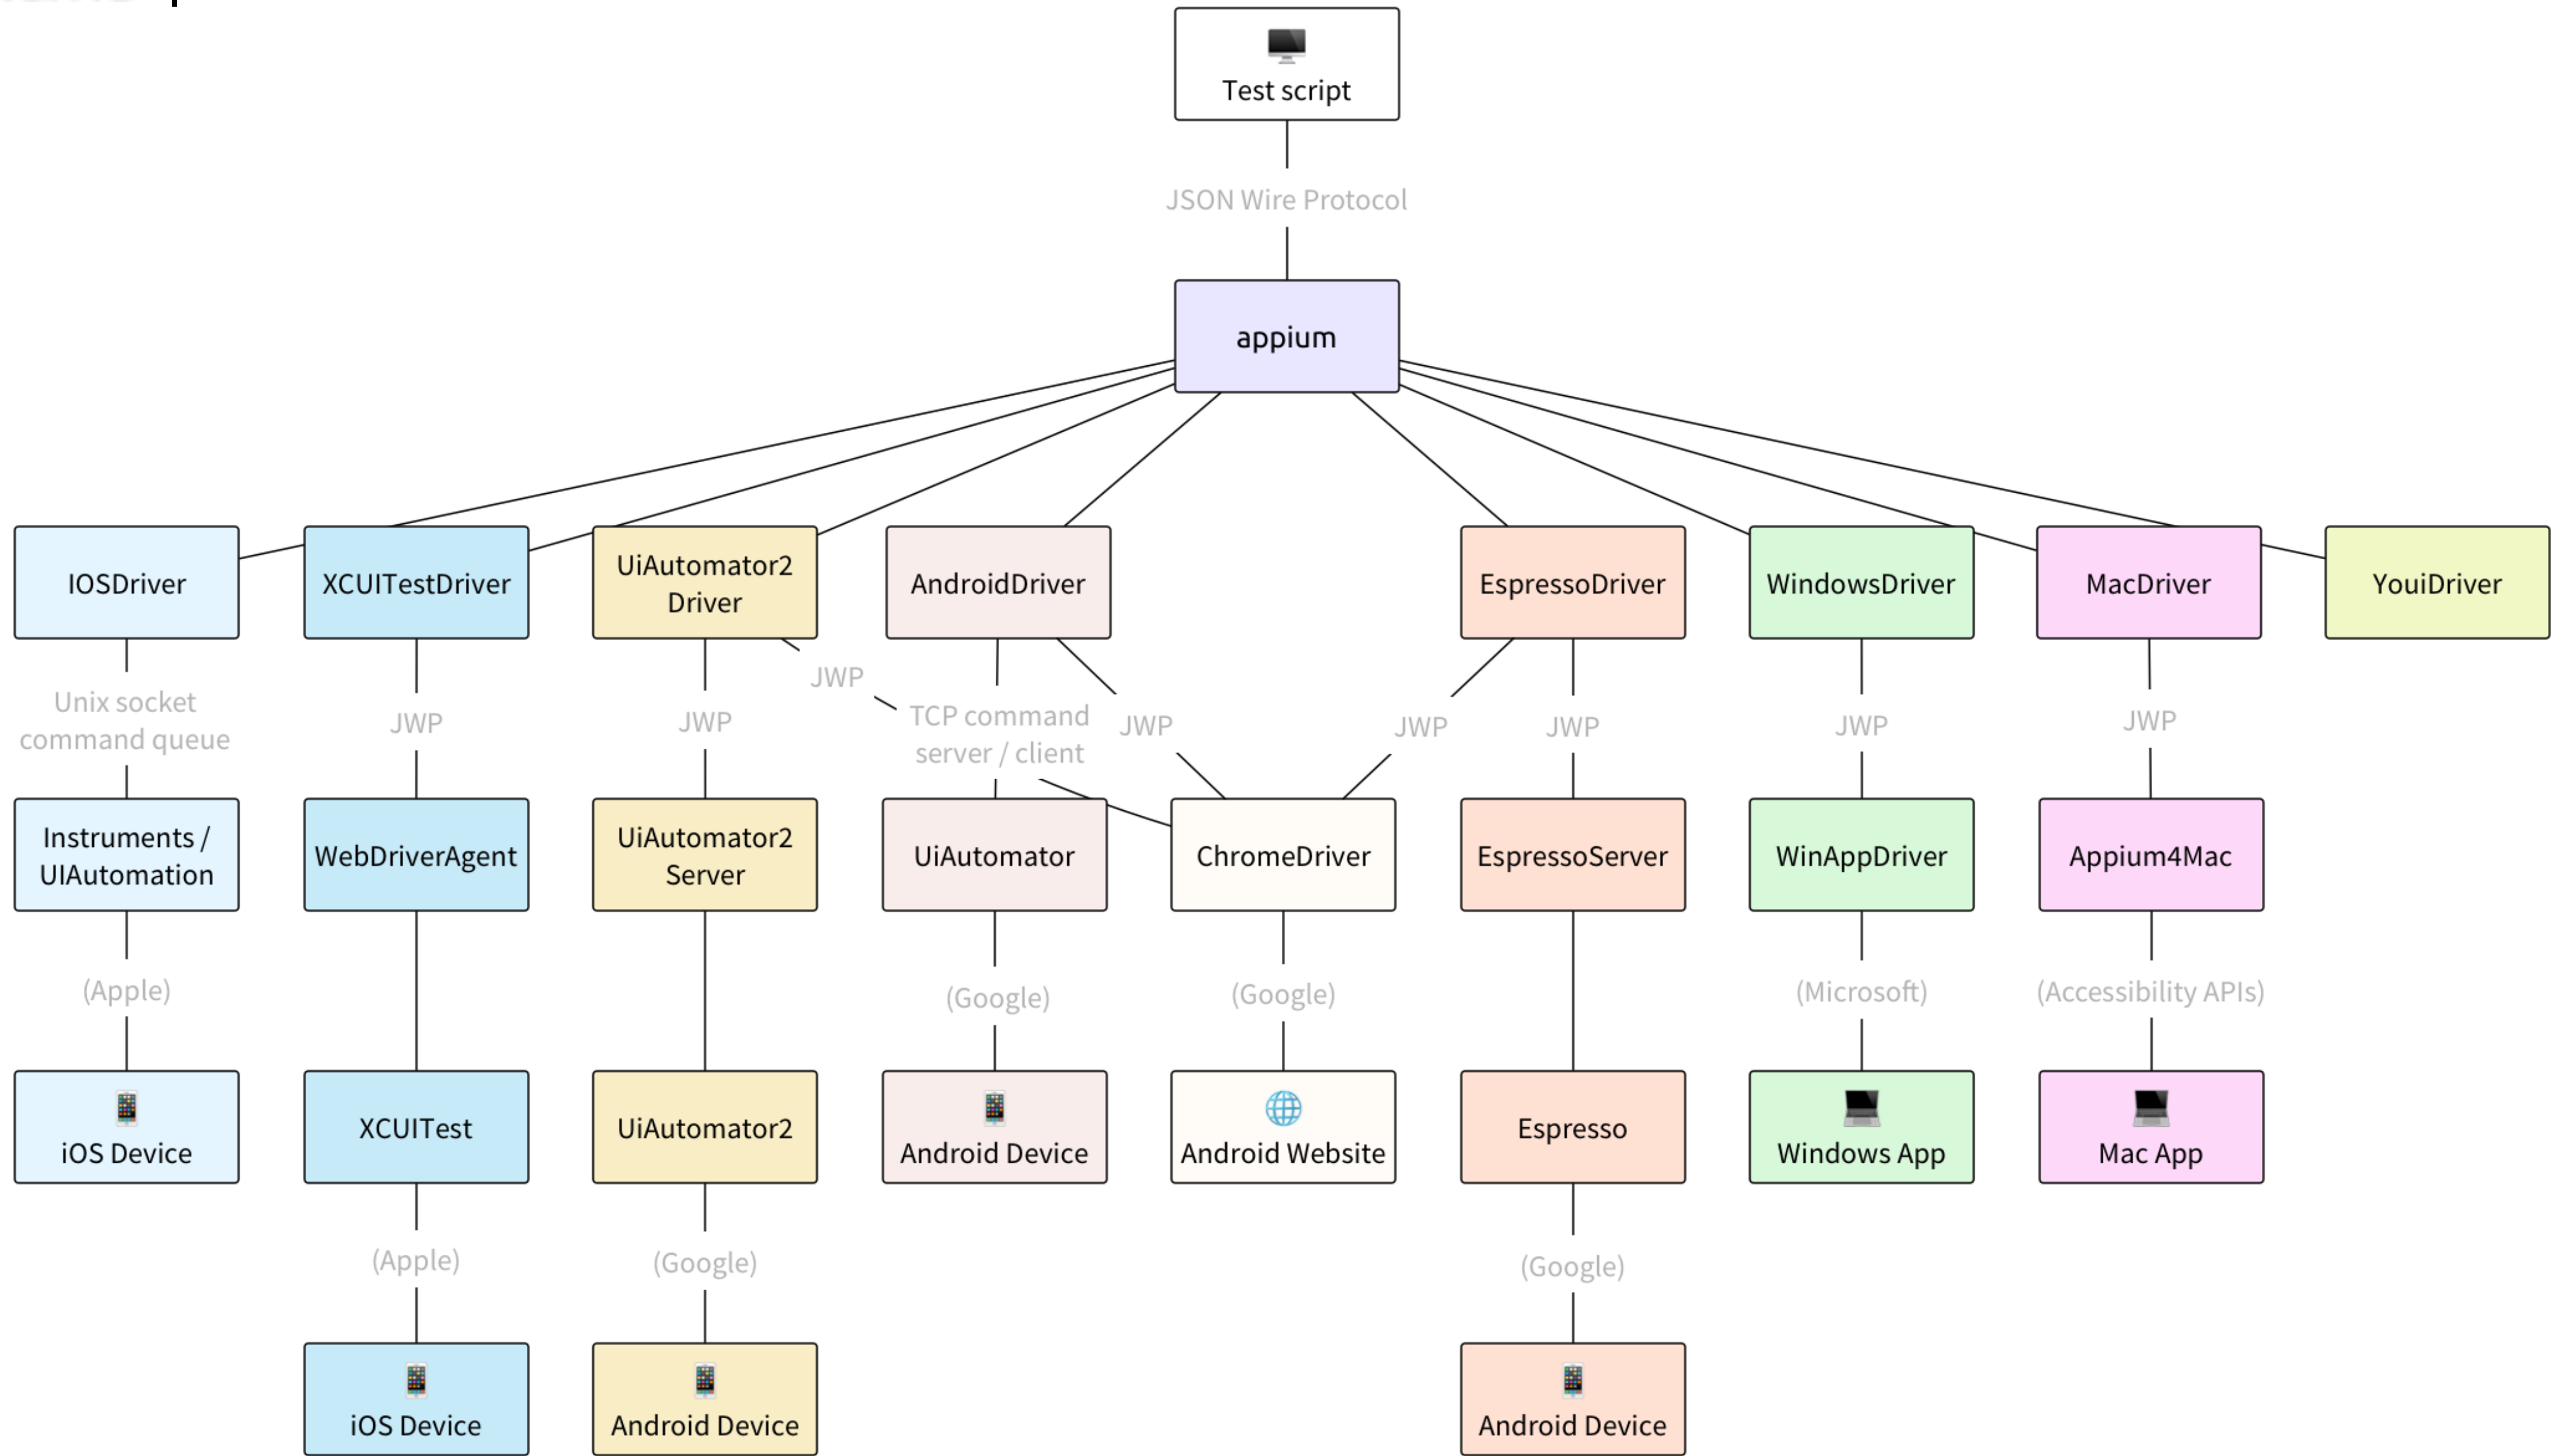 Test script
JSON Wire Protocol
appium
IOSDriver
XCUITestDriver
UiAutomator2
Driver
AndroidDriver
EspressoDriver
WindowsDriver
MacDriver
YouiDriver
Unix socket
command queue
JWP
JWP
JWP
TCP command
server / client
JWP
JWP
JWP
JWP
JWP
Instruments /
UIAutomation
WebDriverAgent
UiAutomator2
Server
UiAutomator
ChromeDriver
EspressoServer
WinAppDriver
Appium4Mac
(Apple)
(Google)
(Google)
(Microsoft)
(Accessibility APIs)
iOS Device
XCUITest
UiAutomator2
Android Device
Android Website
Espresso
Windows App
Mac App
(Apple)
(Google)
(Google)
iOS Device
Android Device
Android Device